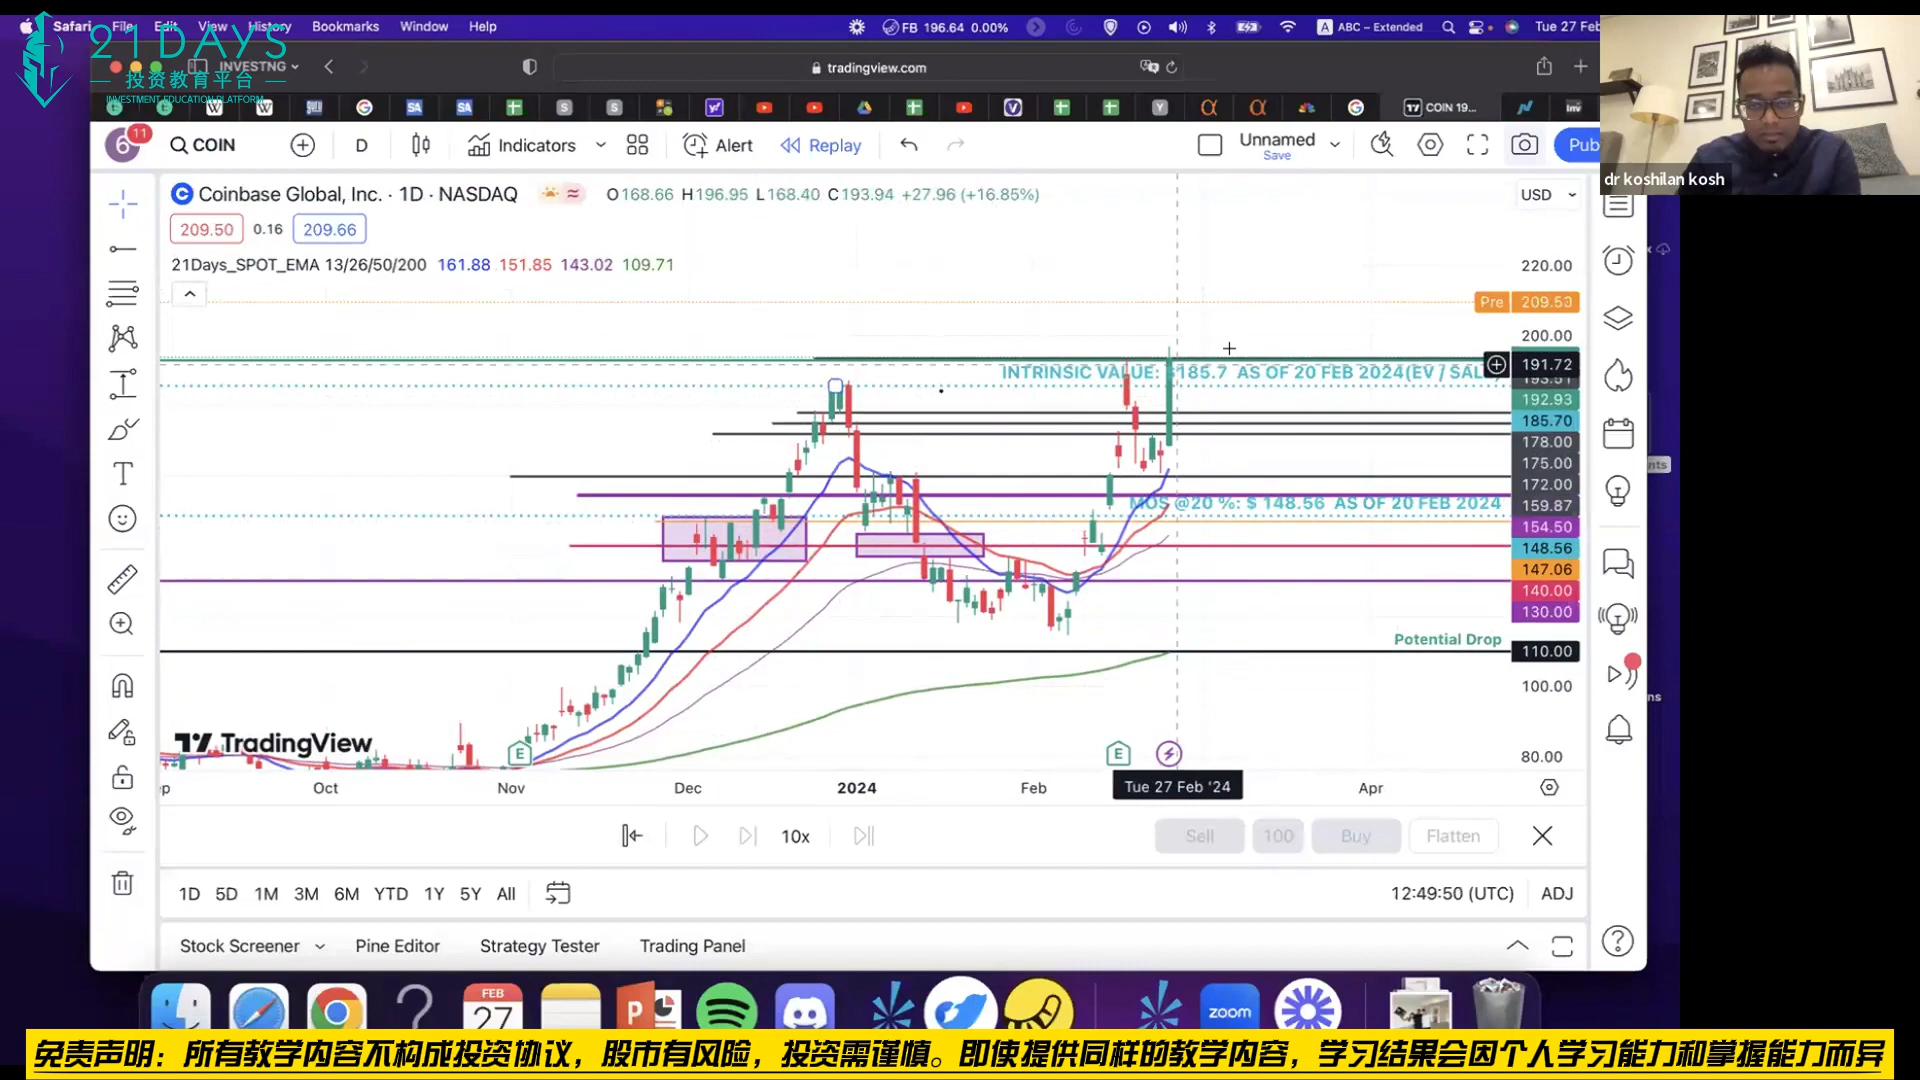 Safari File Edit View History Bookmarks Window Help
FB 196.64 0.00%
ABC – Extended
Tue 27 Feb
21DAYS
投资教育平台
INVESTMENT EDUCATION PLATFORM
INVESTNG
tradingview.com
COIN 19...
dr koshilan kosh
11
COIN
D
Indicators
Alert
Replay
Unnamed
Save
Pub
Coinbase Global, Inc. · 1D · NASDAQ
O168.66 H196.95 L168.40 C193.94 +27.96 (+16.85%)
USD
209.50 0.16 209.66
21Days_SPOT_EMA 13/26/50/200 161.88 151.85 143.02 109.71
220.00
Pre 209.50
200.00
191.72
193.51
192.93
185.70
178.00
175.00
172.00
159.87
154.50
148.56
147.06
140.00
130.00
110.00
100.00
80.00
INTRINSIC VALUE: $185.7 AS OF 20 FEB 2024(EV / SAL
MOS @20 %: $ 148.56 AS OF 20 FEB 2024
Potential Drop
TradingView
E
E
Oct
Nov
Dec
2024
Feb
Tue 27 Feb '24
Apr
10x
Sell
100
Buy
Flatten
1D 5D 1M 3M 6M YTD 1Y 5Y All
12:49:50 (UTC)
ADJ
Stock Screener
Pine Editor
Strategy Tester
Trading Panel
FEB
27
zoom
免责声明：所有教学内容不构成投资协议，股市有风险，投资需谨慎。即使提供同样的教学内容，学习结果会因个人学习能力和掌握能力而异